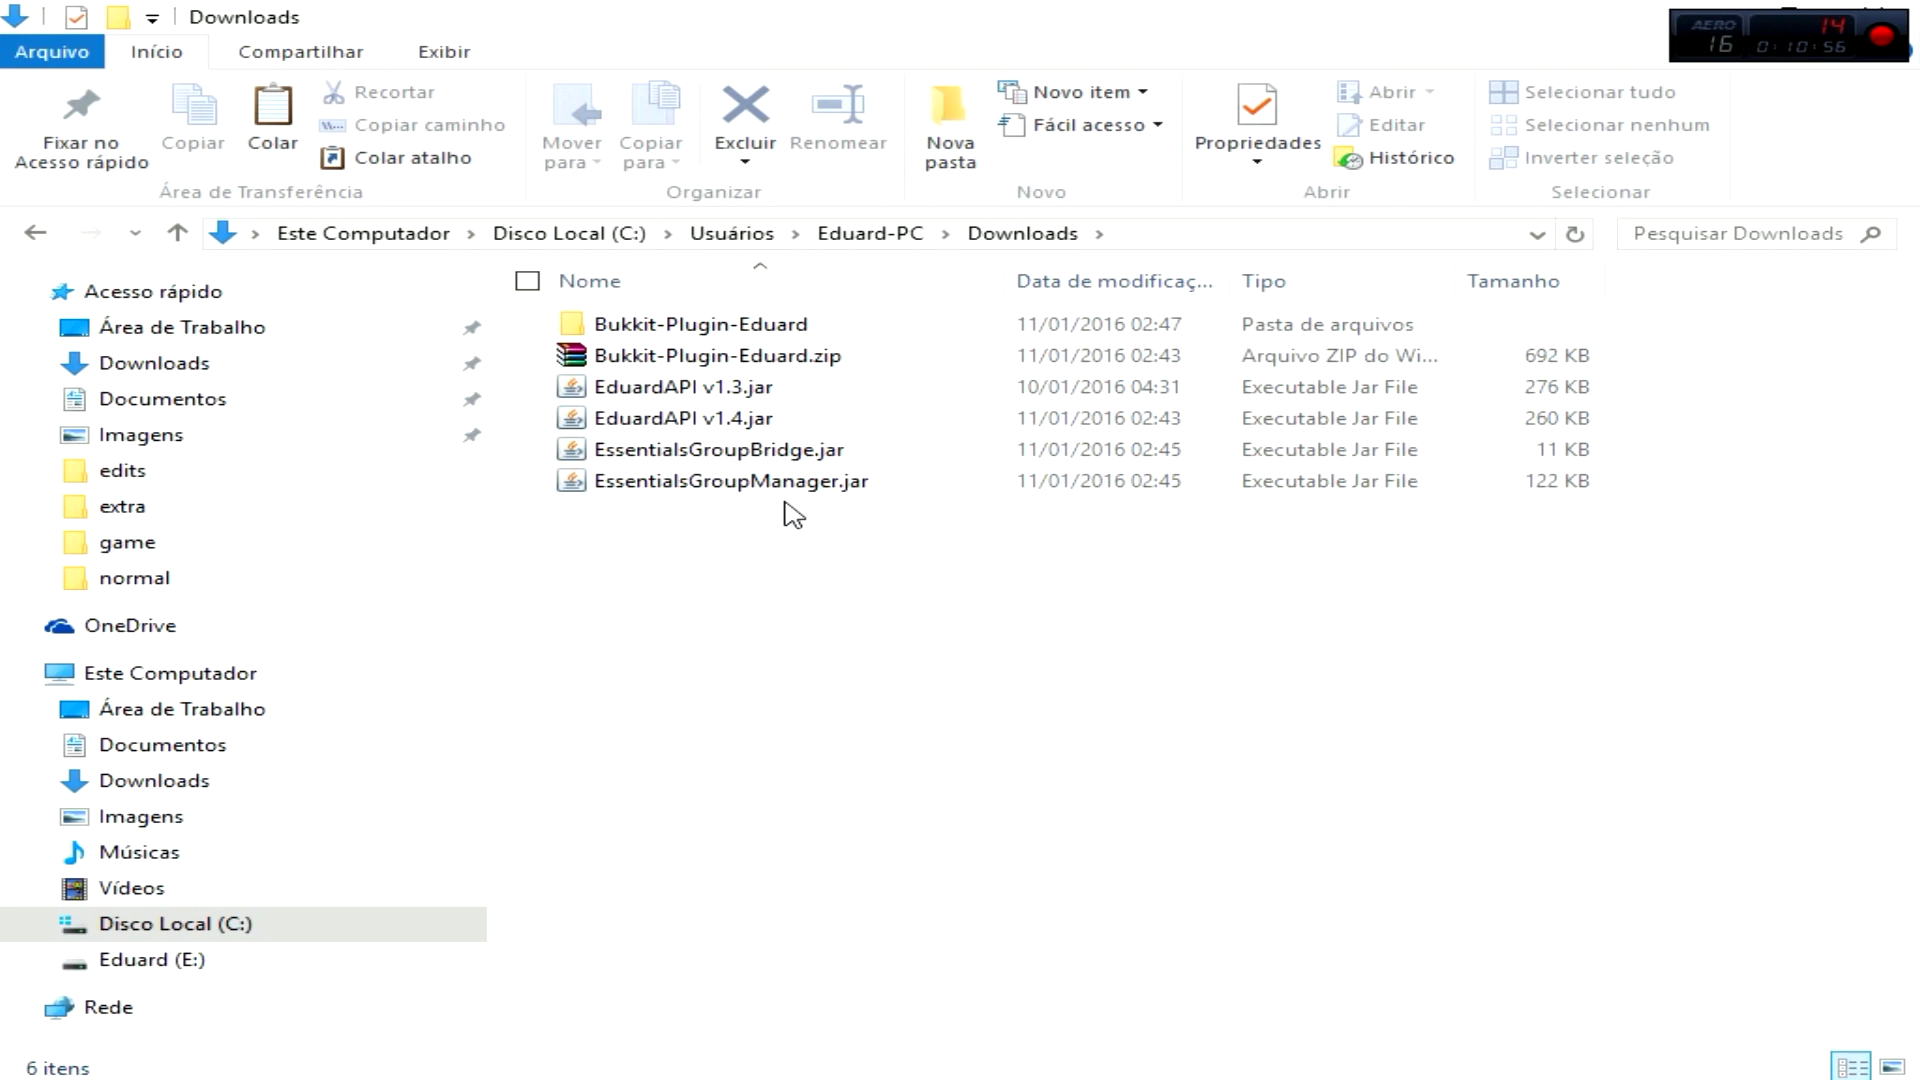 Downloads
AERO 14
16 0:10:56
Arquivo Início Compartilhar Exibir
Fixar no Acesso rápido
Copiar
Colar
Recortar
Copiar caminho
Colar atalho
Área de Transferência
Mover para
Copiar para
Excluir
Renomear
Organizar
Nova pasta
Novo item
Fácil acesso
Novo
Propriedades
Abrir
Editar
Histórico
Abrir
Selecionar tudo
Selecionar nenhum
Inverter seleção
Selecionar
Este Computador > Disco Local (C:) > Usuários > Eduard-PC > Downloads >
Pesquisar Downloads
Acesso rápido
Área de Trabalho
Downloads
Documentos
Imagens
edits
extra
game
normal
OneDrive
Este Computador
Área de Trabalho
Documentos
Downloads
Imagens
Músicas
Vídeos
Disco Local (C:)
Eduard (E:)
Rede
Nome Data de modificaç... Tipo Tamanho
Bukkit-Plugin-Eduard 11/01/2016 02:47 Pasta de arquivos
Bukkit-Plugin-Eduard.zip 11/01/2016 02:43 Arquivo ZIP do Wi... 692 KB
EduardAPI v1.3.jar 10/01/2016 04:31 Executable Jar File 276 KB
EduardAPI v1.4.jar 11/01/2016 02:43 Executable Jar File 260 KB
EssentialsGroupBridge.jar 11/01/2016 02:45 Executable Jar File 11 KB
EssentialsGroupManager.jar 11/01/2016 02:45 Executable Jar File 122 KB
6 itens